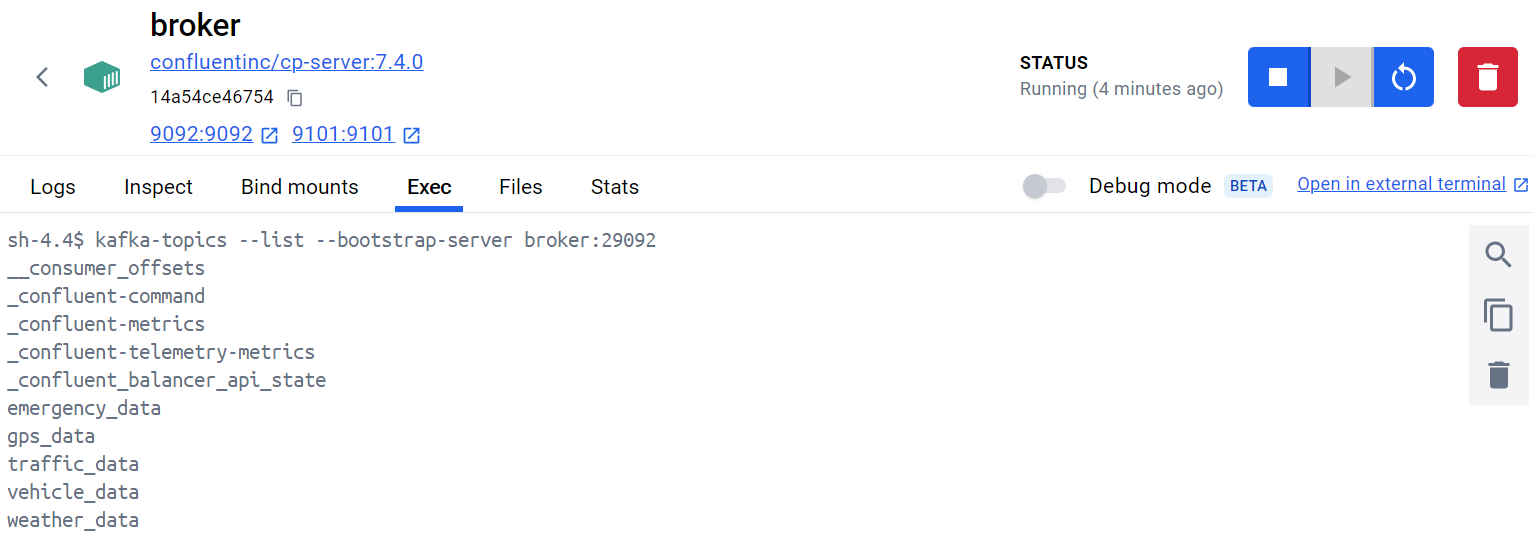 broker
confluentinc/cp-server:7.4.0
14a54ce46754
9092:9092 9101:9101
STATUS
Running (4 minutes ago)
Logs Inspect Bind mounts Exec Files Stats Debug mode BETA Open in external terminal
sh-4.4$ kafka-topics --list --bootstrap-server broker:29092
__consumer_offsets
_confluent-command
_confluent-metrics
_confluent-telemetry-metrics
_confluent_balancer_api_state
emergency_data
gps_data
traffic_data
vehicle_data
weather_data